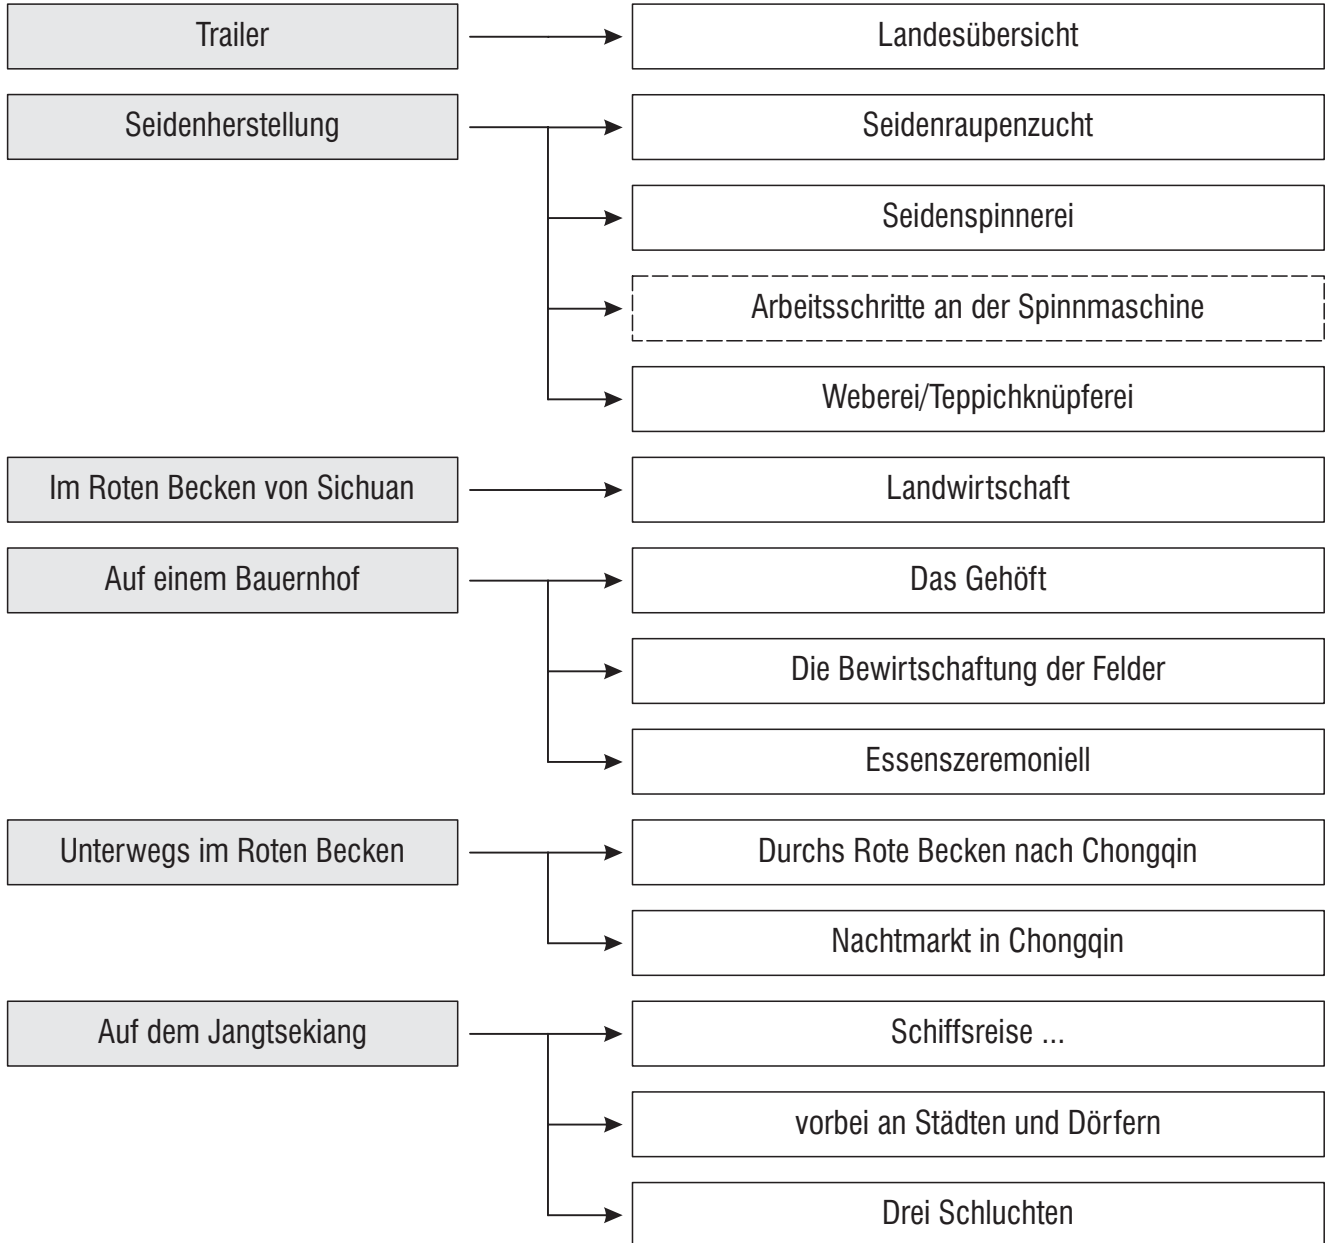 Trailer
Landesübersicht
Seidenherstellung
Seidenraupenzucht
Seidenspinnerei
Arbeitsschritte an der Spinnmaschine
Weberei/Teppichknüpferei
Im Roten Becken von Sichuan
Landwirtschaft
Auf einem Bauernhof
Das Gehöft
Die Bewirtschaftung der Felder
Essenszeremoniell
Unterwegs im Roten Becken
Durchs Rote Becken nach Chongqin
Nachtmarkt in Chongqin
Auf dem Jangtsekiang
Schiffsreise ...
vorbei an Städten und Dörfern
Drei Schluchten